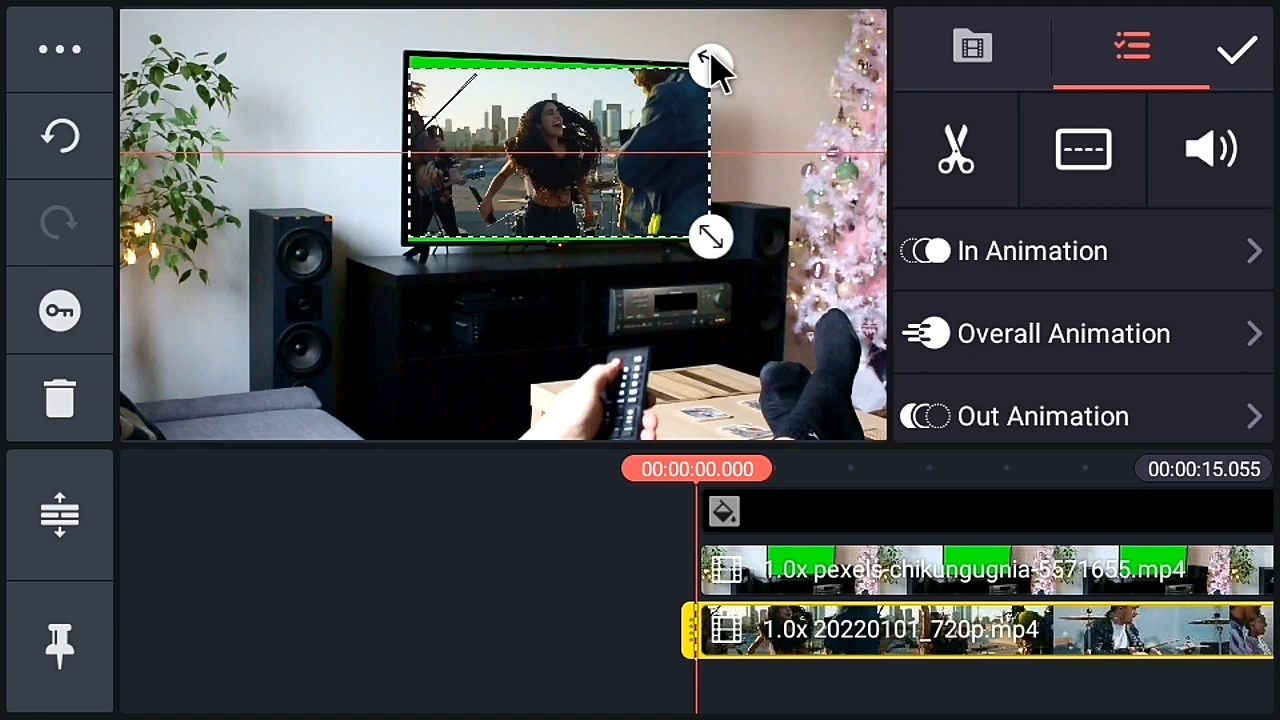 In Animation
Overall Animation
Out Animation
00:00:00.000
00:00:15.055
1.0x pexels-chikungugnia-5571655.mp4
1.0x 20220101_720p.mp4